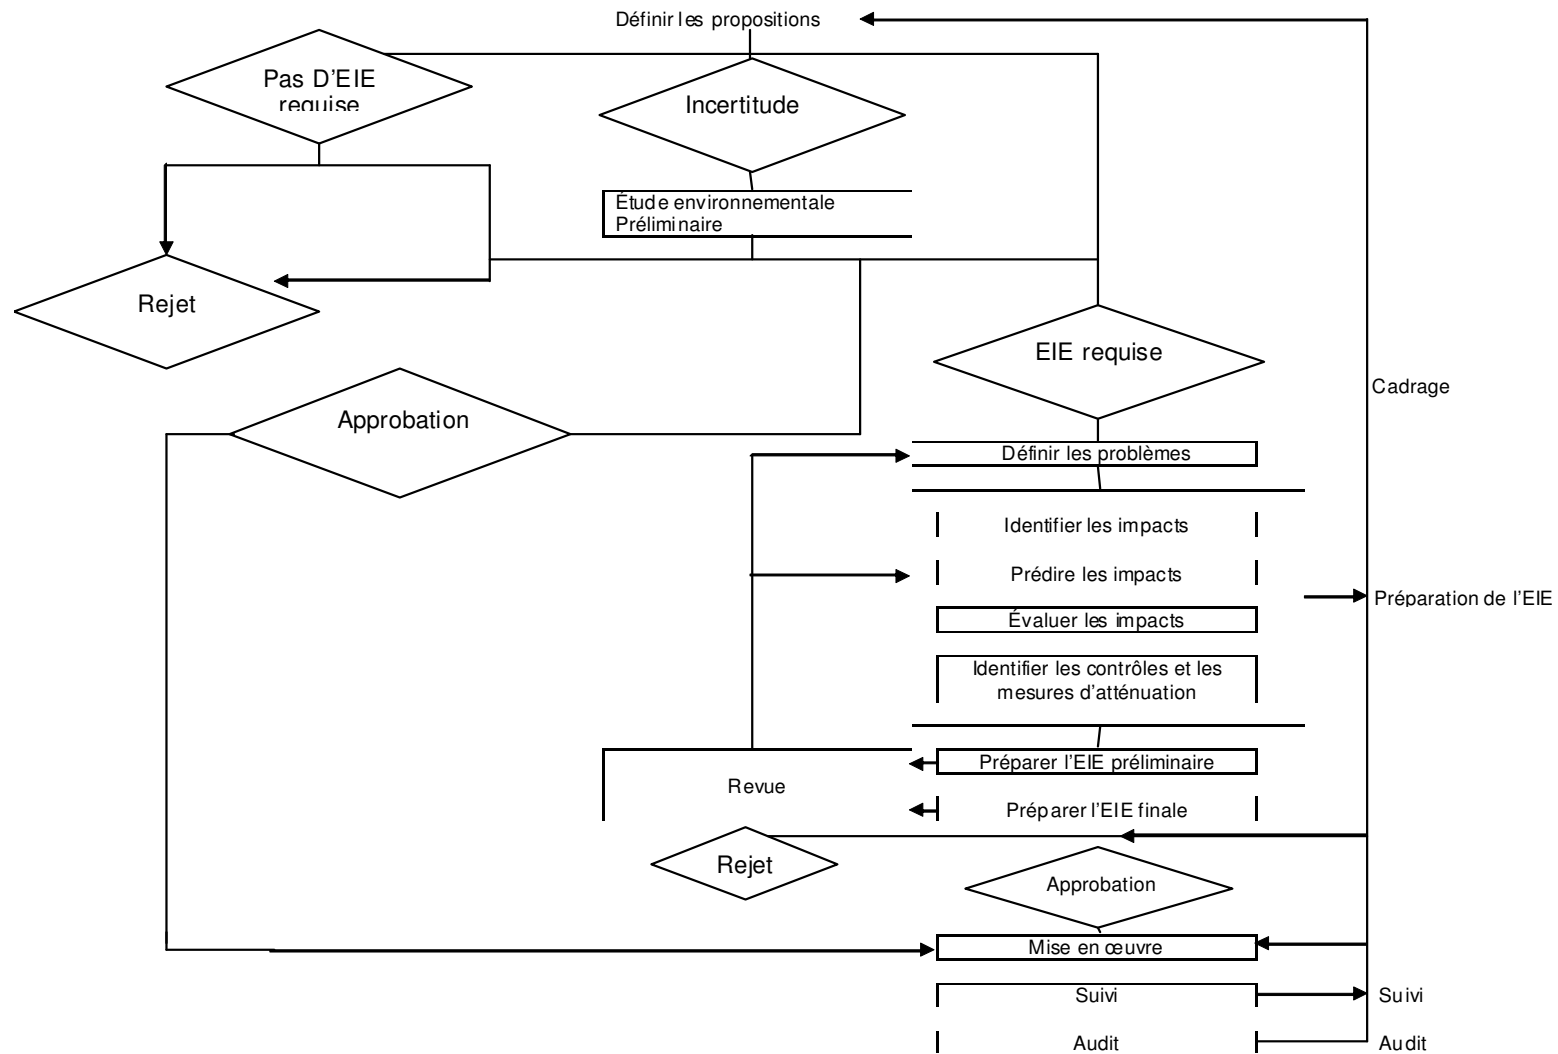 Définir les propositions
Pas D'EIE
requise
Incertitude
Étude environnementale
Préliminaire
Rejet
EIE requise
Cadrage
Approbation
Définir les problèmes
Identifier les impacts
Prédire les impacts
Préparation de l'EIE
Évaluer les impacts
Identifier les contrôles et les
mesures d'atténuation
Préparer l'EIE préliminaire
Revue
Préparer l'EIE finale
Rejet
Approbation
Mise en œuvre
Suivi
Suivi
Audit
Audit